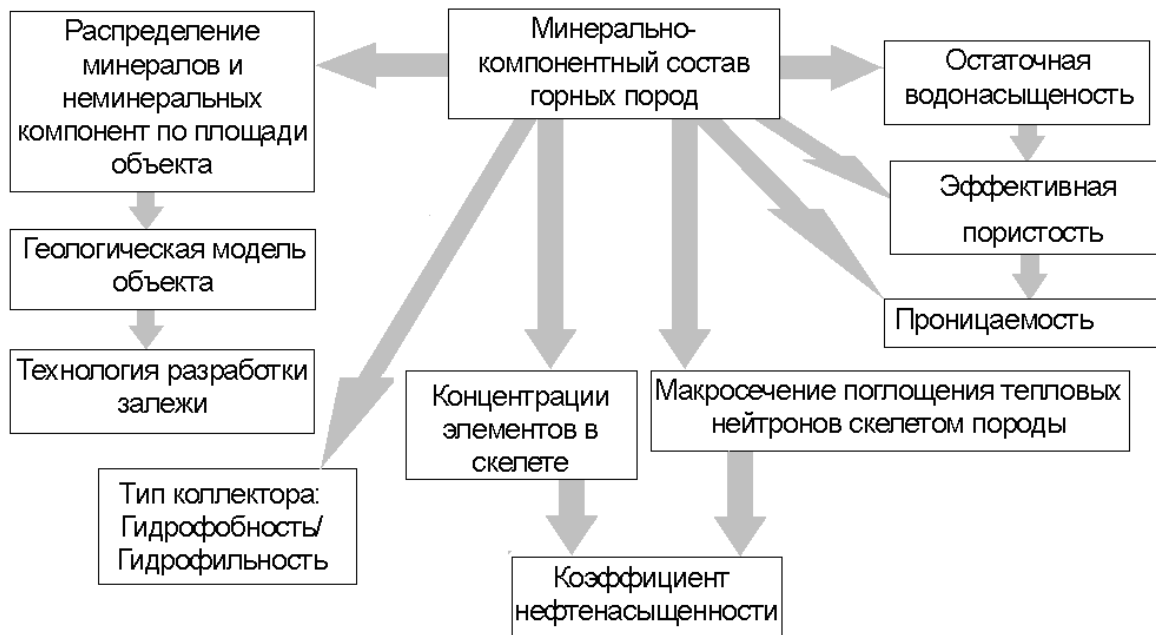 Распределение
минералов и
неминеральных
компонент по площади
объекта
Минерально-
компонентный состав
горных пород
Остаточная
водонасыщеность
Эффективная
пористость
Проницаемость
Геологическая модель
объекта
Технология разработки
залежи
Концентрации
элементов в
скелете
Макросечение поглощения тепловых
нейтронов скелетом породы
Тип коллектора:
Гидрофобность/
Гидрофильность
Коэффициент
нефтенасыщенности